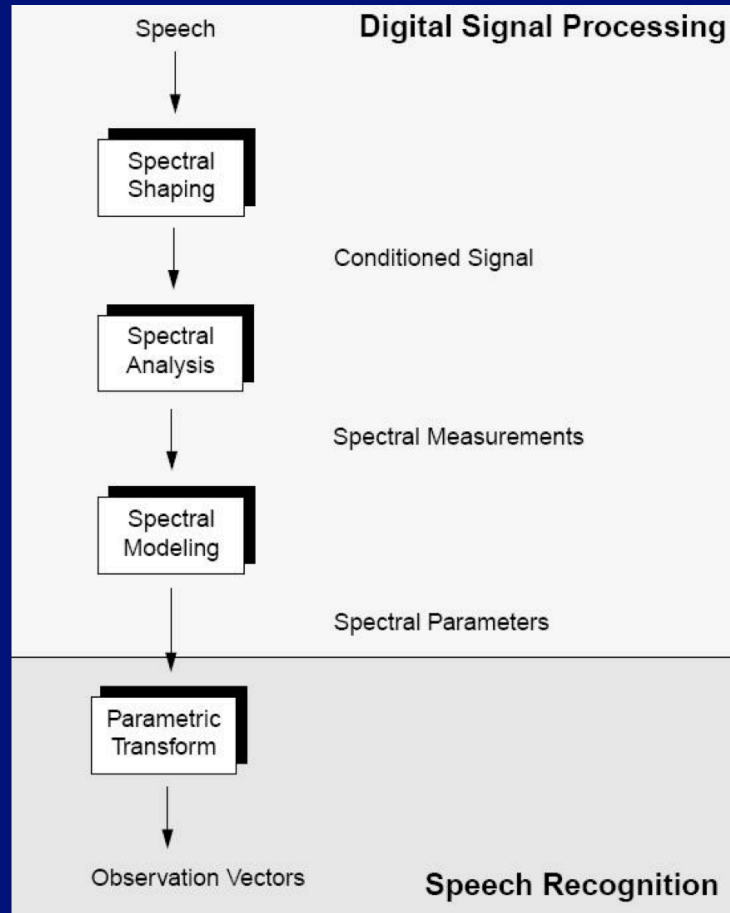 Speech
Digital Signal Processing
Spectral
Shaping
Conditioned Signal
Spectral
Analysis
Spectral Measurements
Spectral
Modeling
Spectral Parameters
Parametric
Transform
Observation Vectors
Speech Recognition